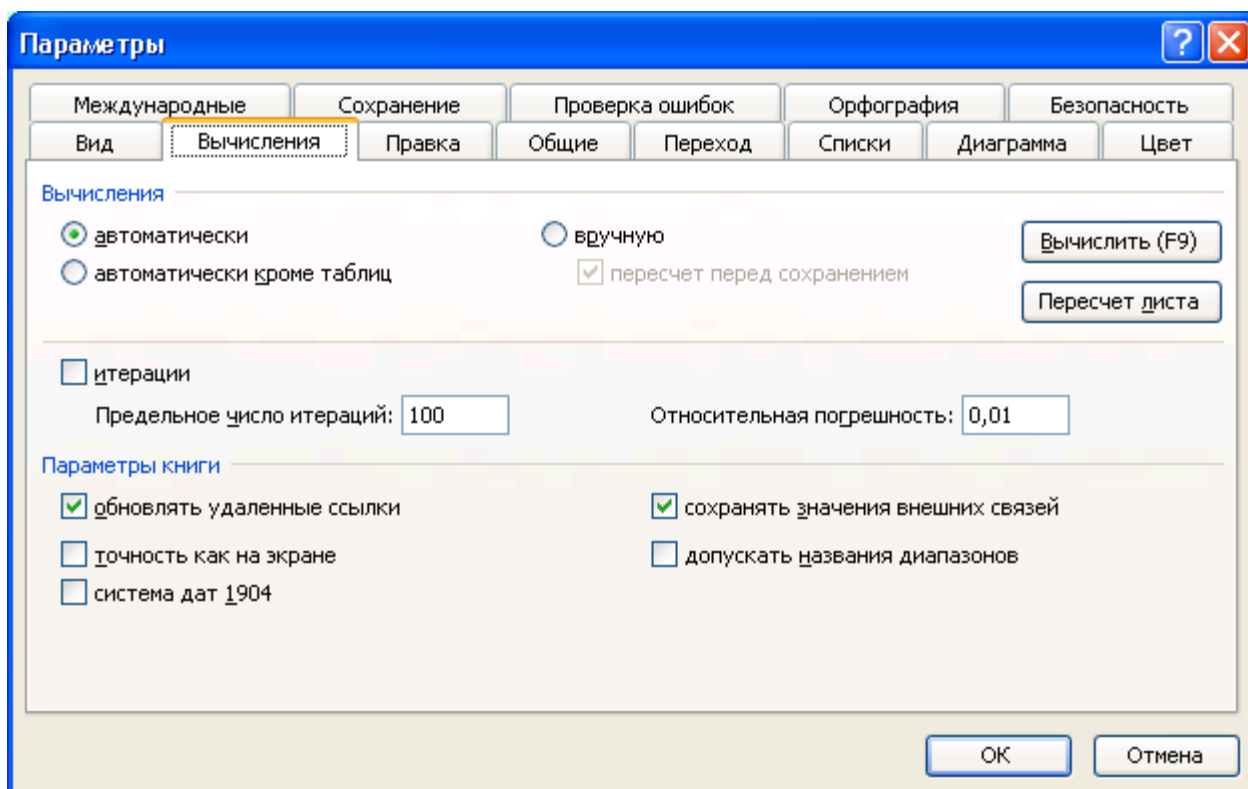 Параметры
Международные Сохранение Проверка ошибок Орфография Безопасность
Вид Вычисления Правка Общие Переход Списки Диаграмма Цвет
Вычисления
автоматически вручную Вычислить (F9)
автоматически кроме таблиц пересчет перед сохранением
Пересчет листа
итерации
Предельное число итераций: 100 Относительная погрешность: 0,01
Параметры книги
обновлять удаленные ссылки сохранять значения внешних связей
точность как на экране допускать названия диапазонов
система дат 1904
ОК Отмена